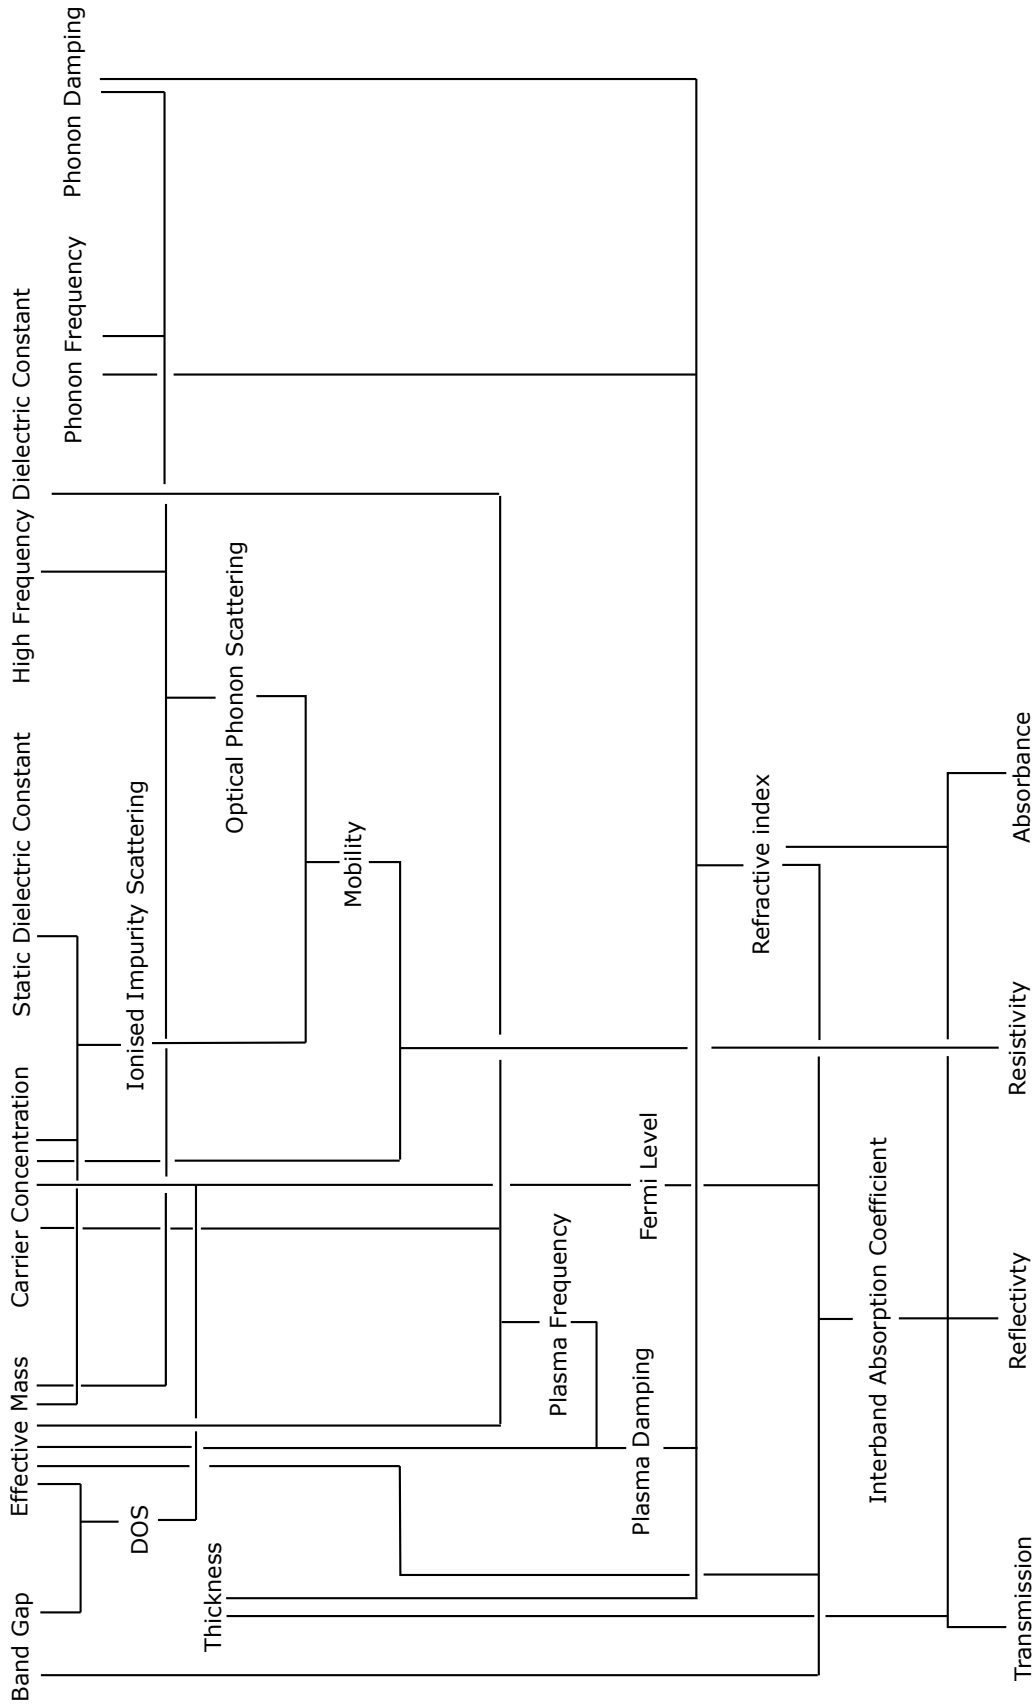 Band Gap
Effective Mass
Carrier Concentration
Static Dielectric Constant
High Frequency Dielectric Constant
Phonon Frequency
Phonon Damping
DOS
Ionised Impurity Scattering
Thickness
Optical Phonon Scattering
Mobility
Plasma Frequency
Plasma Damping
Fermi Level
Refractive index
Interband Absorption Coefficient
Transmission
Reflectivty
Resistivity
Absorbance